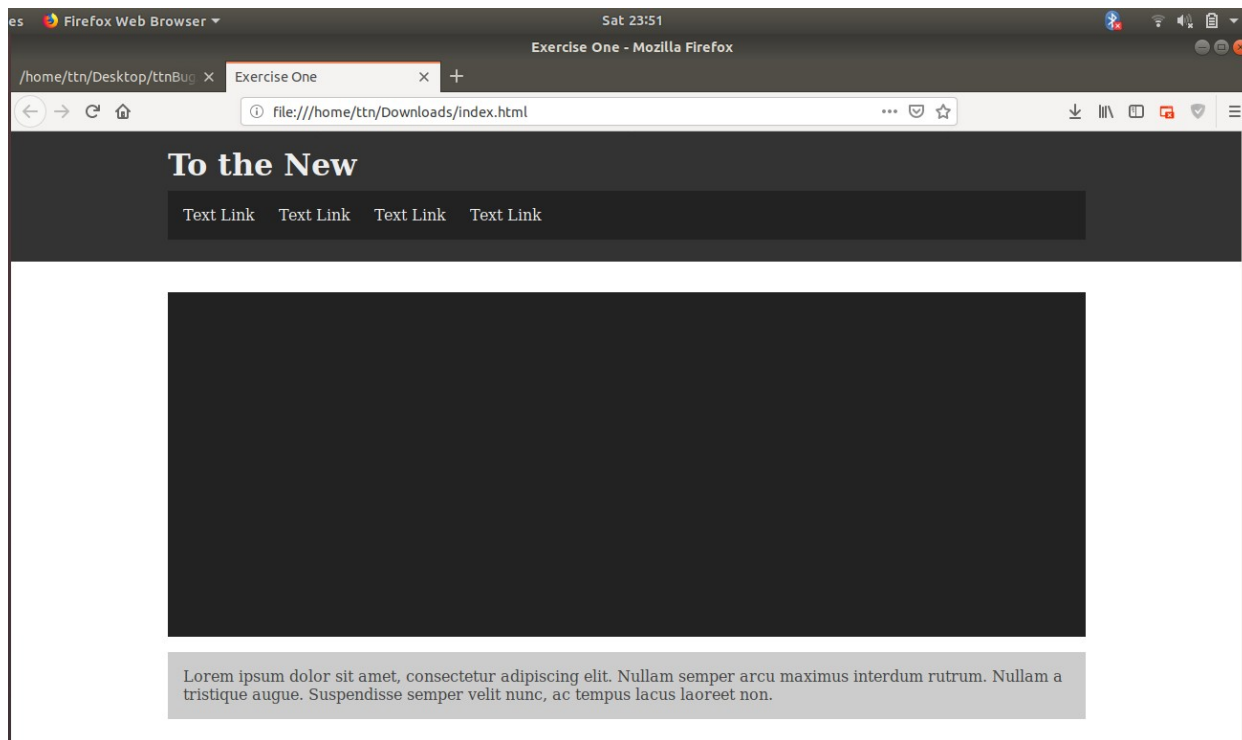 es Firefox Web Browser Sat 23:51
Exercise One - Mozilla Firefox
/home/ttn/Desktop/ttnBug Exercise One
file:///home/ttn/Downloads/index.html
To the New
Text Link Text Link Text Link Text Link
Lorem ipsum dolor sit amet, consectetur adipiscing elit. Nullam semper arcu maximus interdum rutrum. Nullam a
tristique augue. Suspendisse semper velit nunc, ac tempus lacus laoreet non.